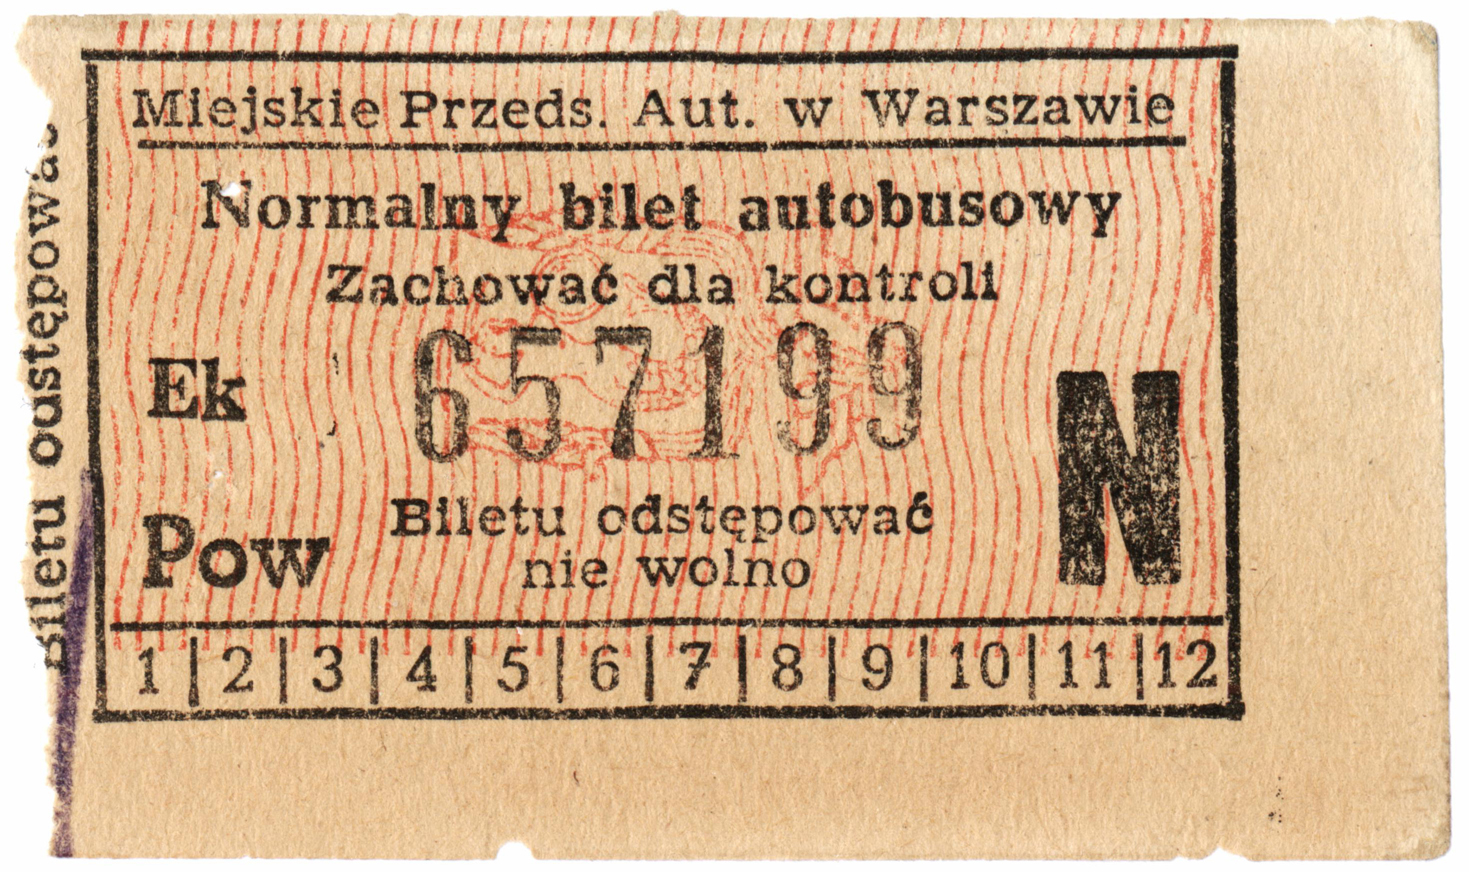 Miejskie Przeds. Aut. w Warszawie
Normalny bilet autobusowy
Zachować dla kontroli
Ek 657199 N
Pow
Biletu odstępować
nie wolno
1 | 2 | 3 | 4 | 5 | 6 | 7 | 8 | 9 | 10 | 11 | 12
Biletu odstępować